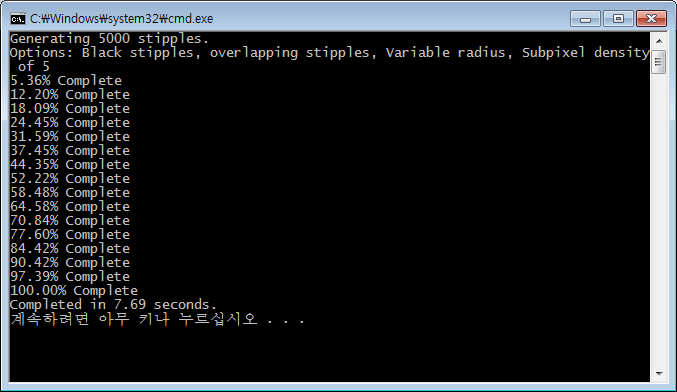 C:₩Windows₩system32₩cmd.exe
Generating 5000 stipples.
Options: Black stipples, overlapping stipples, Variable radius, Subpixel density
 of 5
5.36% Complete
12.20% Complete
18.09% Complete
24.45% Complete
31.59% Complete
37.45% Complete
44.35% Complete
52.22% Complete
58.48% Complete
64.58% Complete
70.84% Complete
77.60% Complete
84.42% Complete
90.42% Complete
97.39% Complete
100.00% Complete
Completed in 7.69 seconds.
계속하려면 아무 키나 누르십시오 . . .